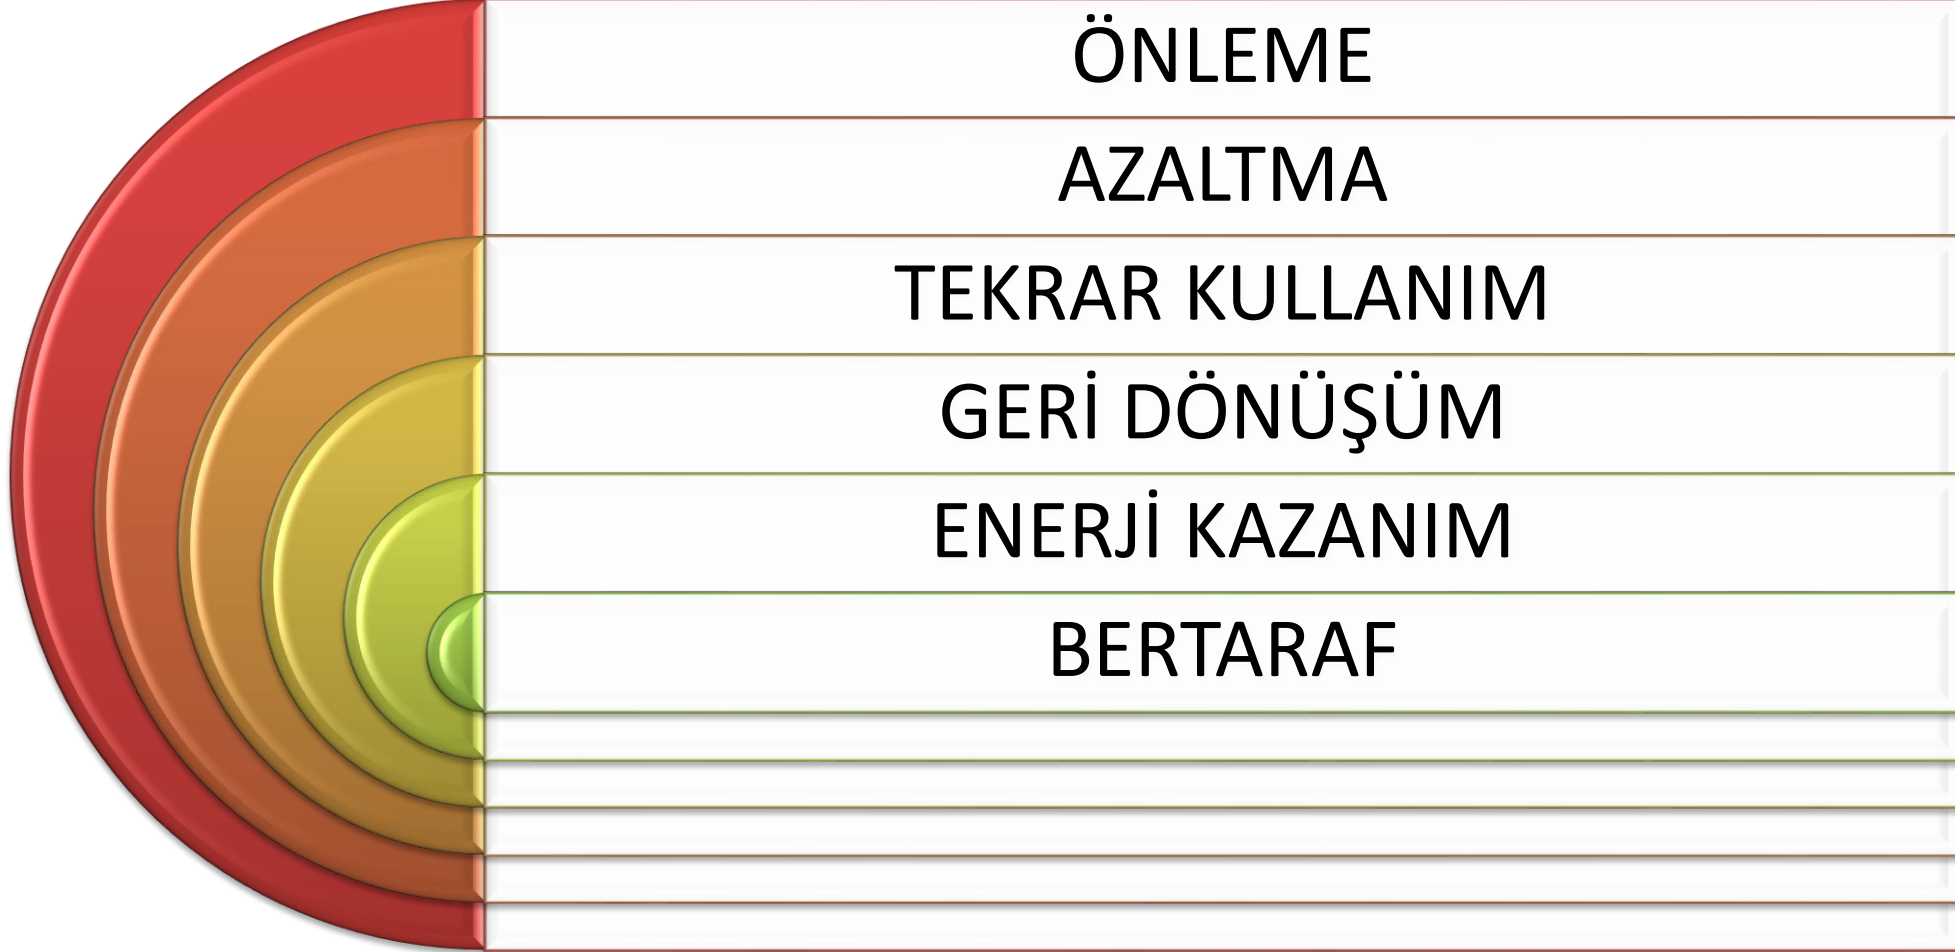 ÖNLEME
AZALTMA
TEKRAR KULLANIM
GERİ DÖNÜŞÜM
ENERJİ KAZANIM
BERTARAF